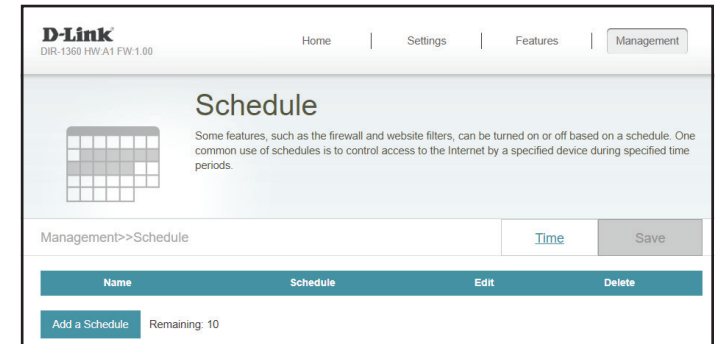 D-Link
DIR-1360 HW:A1 FW:1.00
Home | Settings | Features | Management
Schedule
Some features, such as the firewall and website filters, can be turned on or off based on a schedule. One
common use of schedules is to control access to the Internet by a specified device during specified time
periods.
Management>>Schedule
Time
Save
Name Schedule Edit Delete
Add a Schedule Remaining: 10